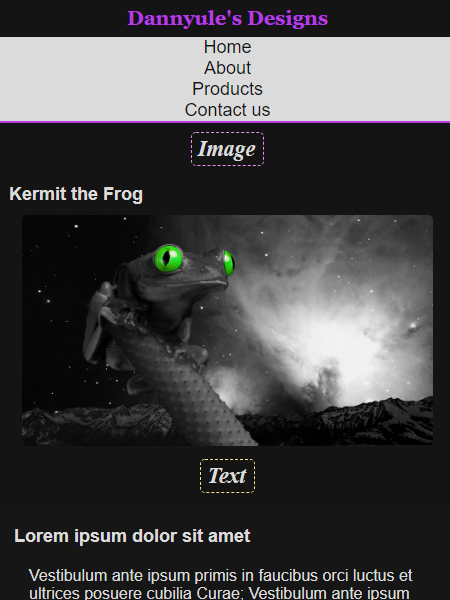 Dannyule's Designs
Home
About
Products
Contact us
Image
Kermit the Frog
Text
Lorem ipsum dolor sit amet
Vestibulum ante ipsum primis in faucibus orci luctus et
ultrices posuere cubilia Curae; Vestibulum ante ipsum